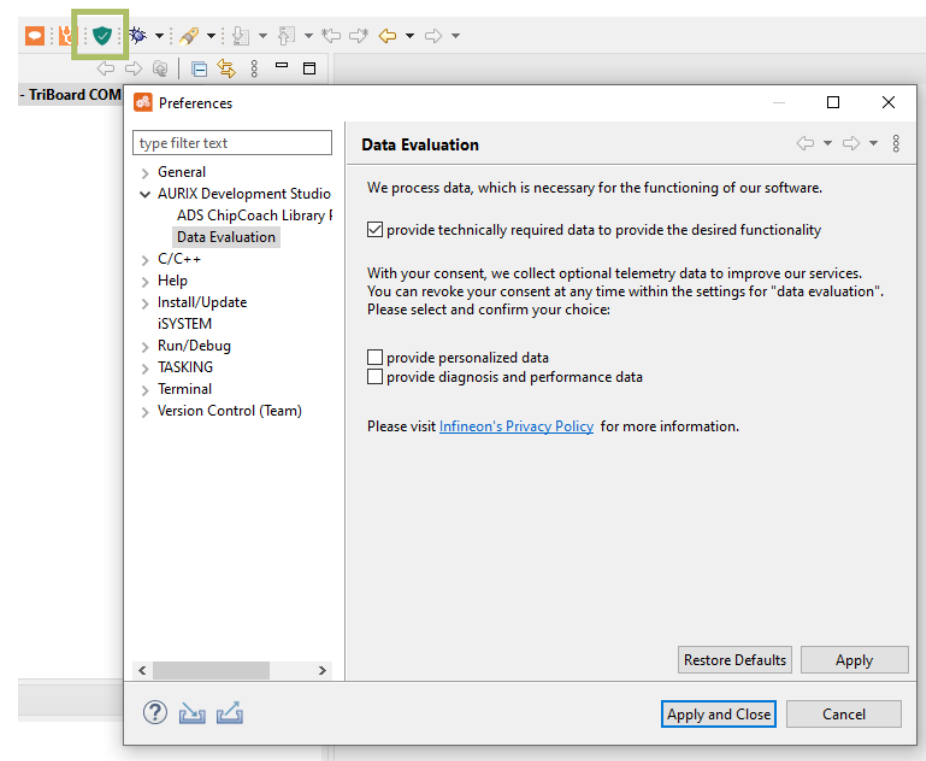 - TriBoard COM
Preferences
type filter text
General
AURIX Development Studio
ADS ChipCoach Library
Data Evaluation
C/C++
Help
Install/Update
iSYSTEM
Run/Debug
TASKING
Terminal
Version Control (Team)
Data Evaluation
We process data, which is necessary for the functioning of our software.
provide technically required data to provide the desired functionality
With your consent, we collect optional telemetry data to improve our services.
You can revoke your consent at any time within the settings for "data evaluation".
Please select and confirm your choice:
provide personalized data
provide diagnosis and performance data
Please visit Infineon's Privacy Policy for more information.
Restore Defaults
Apply
Apply and Close
Cancel